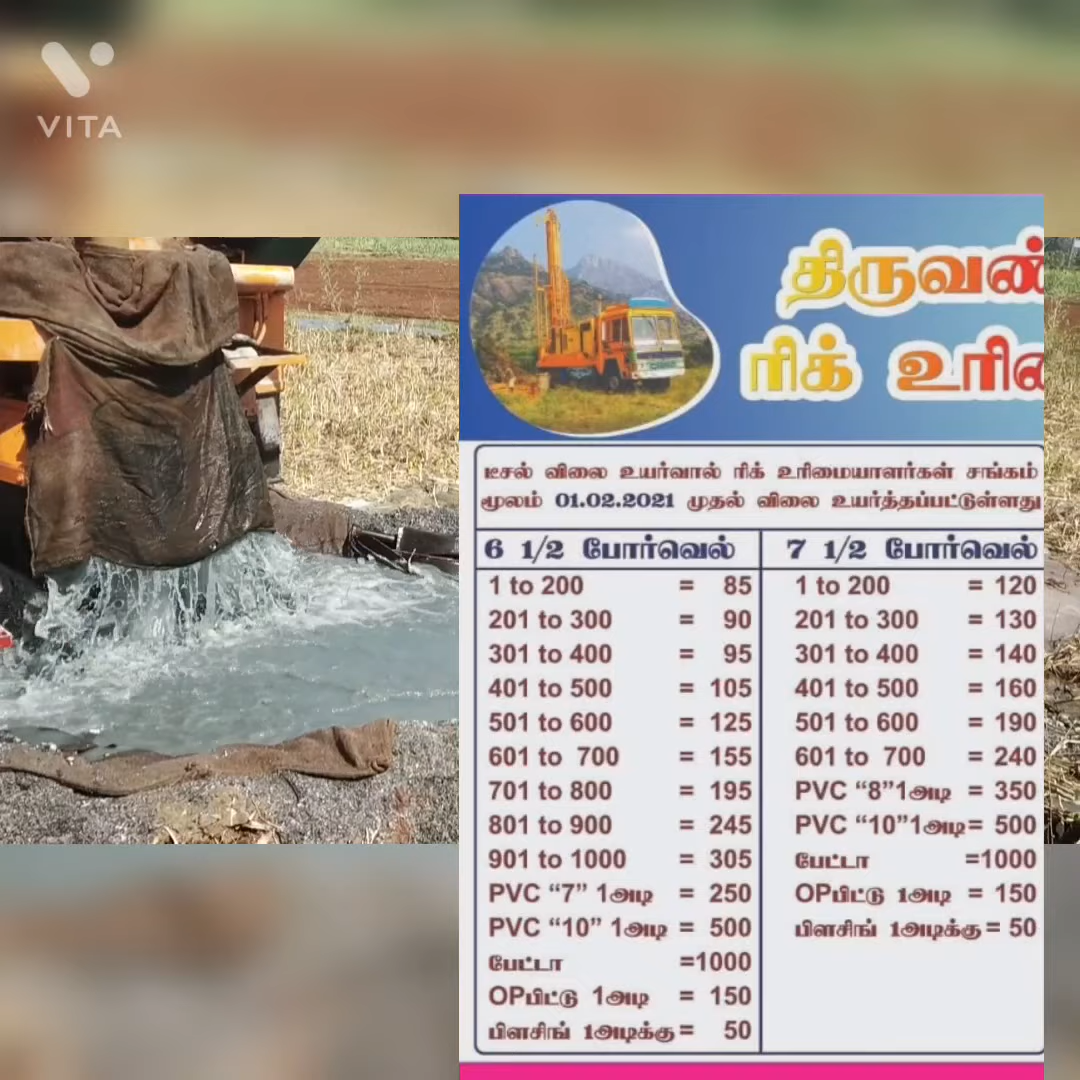 VITA
திருவண்
ரிக் உரிமை
டீசல் விலை உயர்வால் ரிக் உரிமையாளர்கள் சங்கம்
மூலம் 01.02.2021 முதல் விலை உயர்த்தப்பட்டுள்ளது
6 1/2 போர்வெல்
1 to 200 = 85
201 to 300 = 90
301 to 400 = 95
401 to 500 = 105
501 to 600 = 125
601 to 700 = 155
701 to 800 = 195
801 to 900 = 245
901 to 1000 = 305
PVC “7” 1அடி = 250
PVC “10” 1அடி = 500
பேட்டா =1000
OPபிட்டு 1அடி = 150
பிளசிங் 1அடிக்கு = 50
7 1/2 போர்வெல்
1 to 200 = 120
201 to 300 = 130
301 to 400 = 140
401 to 500 = 160
501 to 600 = 190
601 to 700 = 240
PVC “8”1அடி = 350
PVC “10”1அடி= 500
பேட்டா =1000
OPபிட்டு 1அடி = 150
பிளசிங் 1அடிக்கு = 50